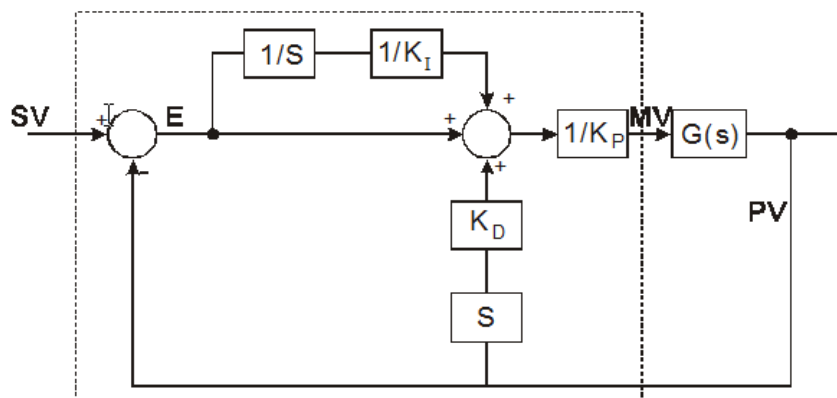 1/S
1/K_I
SV
+
E
+
+
+
-
1/K_P
MV
G(s)
PV
K_D
S